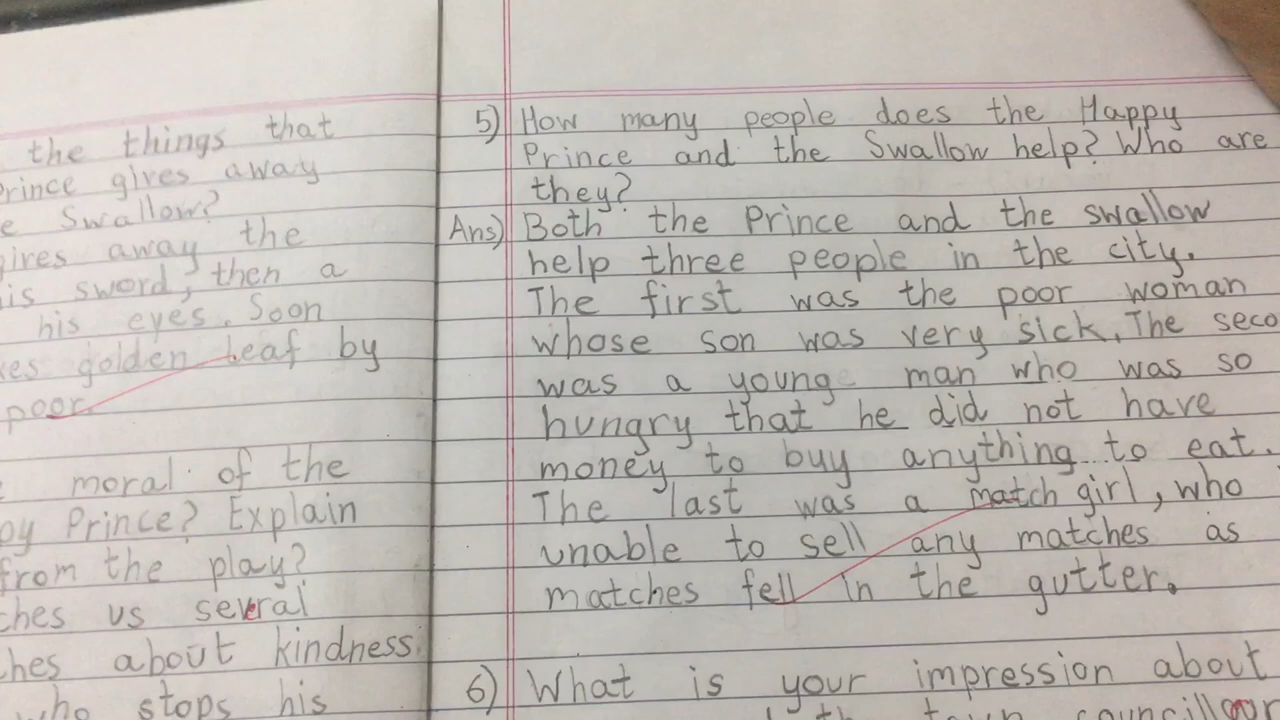 the things that
Prince gives away
Swallow?
away the
sword, then a
his eyes. Soon
golden leaf by
poor.
moral of the
Prince? Explain
from the play?
us several
about kindness.
who stops his
5) How many people does the Happy
Prince and the Swallow help? Who are
they?
Ans) Both the Prince and the swallow
help three people in the city.
The first was the poor woman
whose son was very sick. The seco
was a young man who was so
hungry that he did not have
money to buy anything to eat.
The last was a match girl, who
unable to sell any matches as
matches fell in the gutter.
6) What is your impression about
town councillor